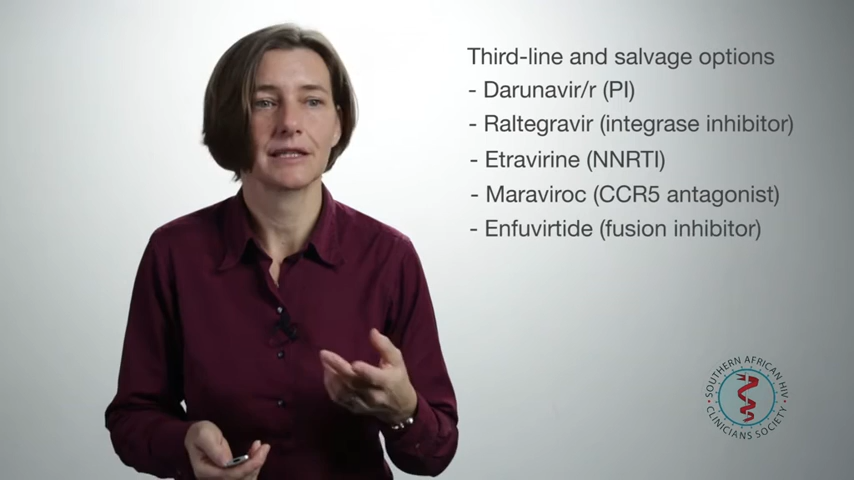 Third-line and salvage options
- Darunavir/r (PI)
- Raltegravir (integrase inhibitor)
- Etravirine (NNRTI)
- Maraviroc (CCR5 antagonist)
- Enfuvirtide (fusion inhibitor)
SOUTHERN AFRICAN HIV
CLINICIANS SOCIETY